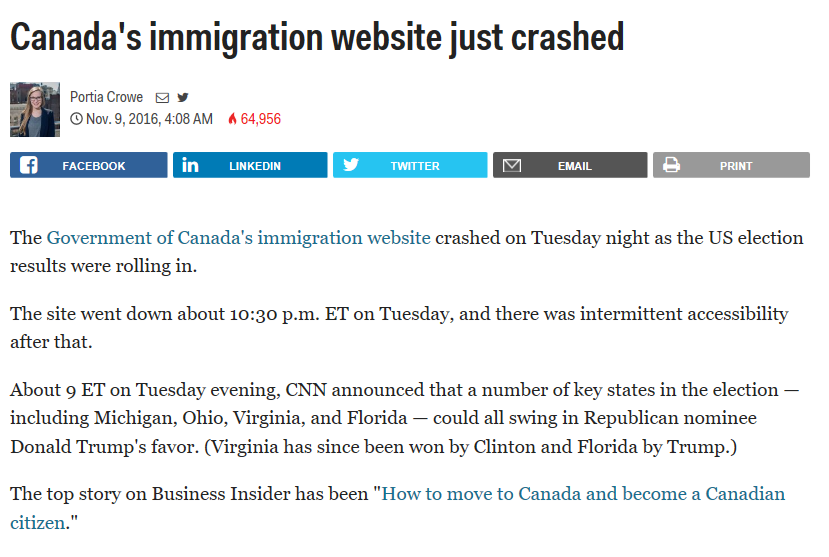 Canada's immigration website just crashed
Portia Crowe
Nov. 9, 2016, 4:08 AM 64,956
FACEBOOK LINKEDIN TWITTER EMAIL PRINT
The Government of Canada's immigration website crashed on Tuesday night as the US election
results were rolling in.
The site went down about 10:30 p.m. ET on Tuesday, and there was intermittent accessibility
after that.
About 9 ET on Tuesday evening, CNN announced that a number of key states in the election —
including Michigan, Ohio, Virginia, and Florida — could all swing in Republican nominee
Donald Trump's favor. (Virginia has since been won by Clinton and Florida by Trump.)
The top story on Business Insider has been "How to move to Canada and become a Canadian
citizen."